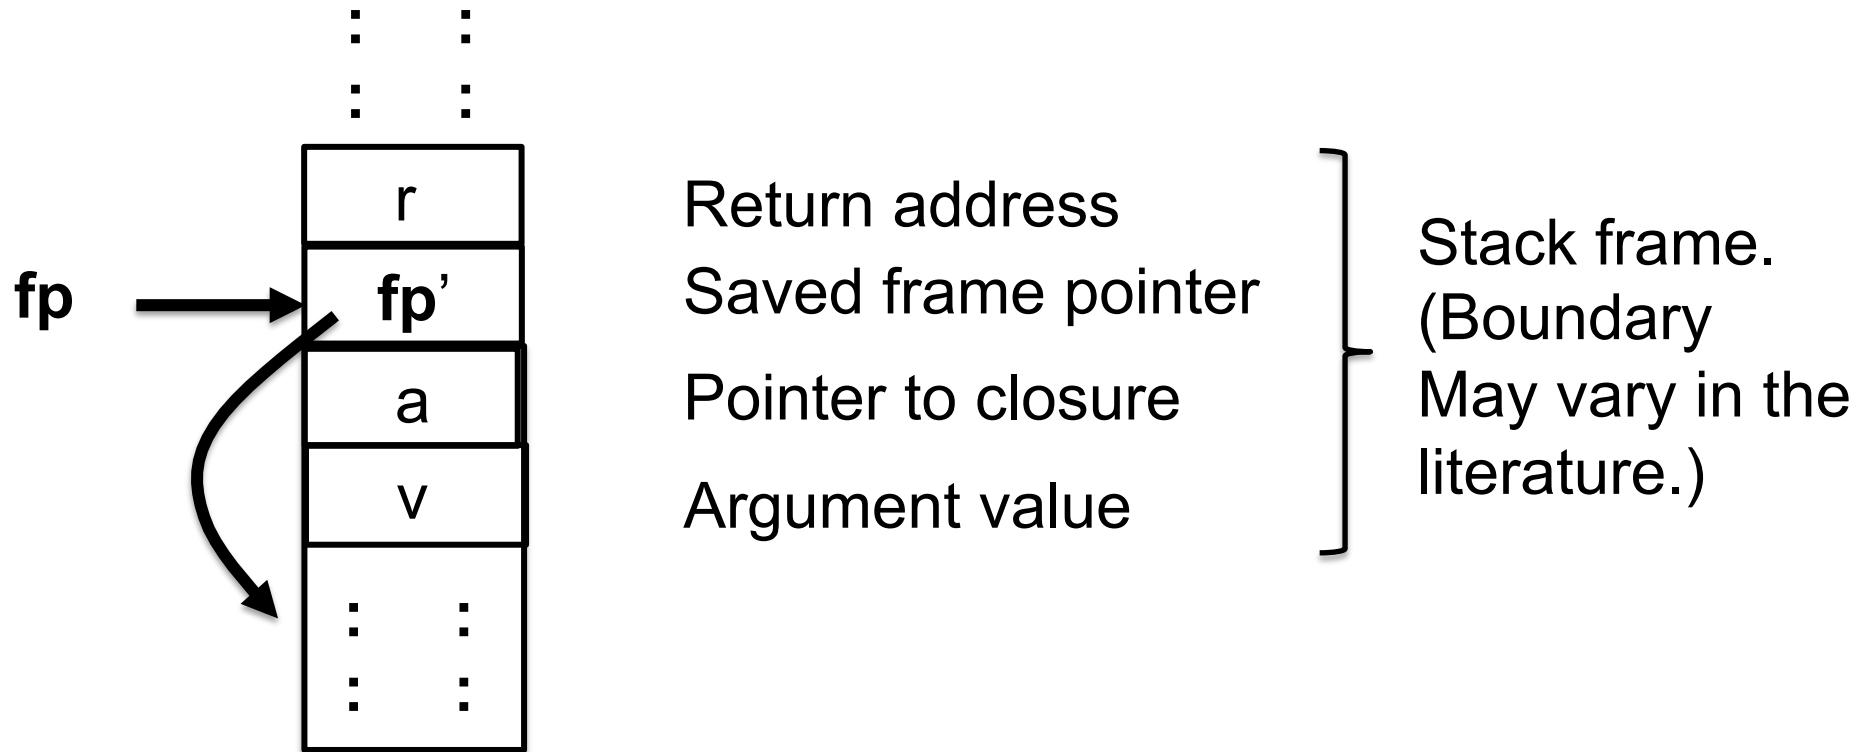 r
Return address
fp
fp’
Saved frame pointer
a
Pointer to closure
v
Argument value
Stack frame.
(Boundary
May vary in the
literature.)